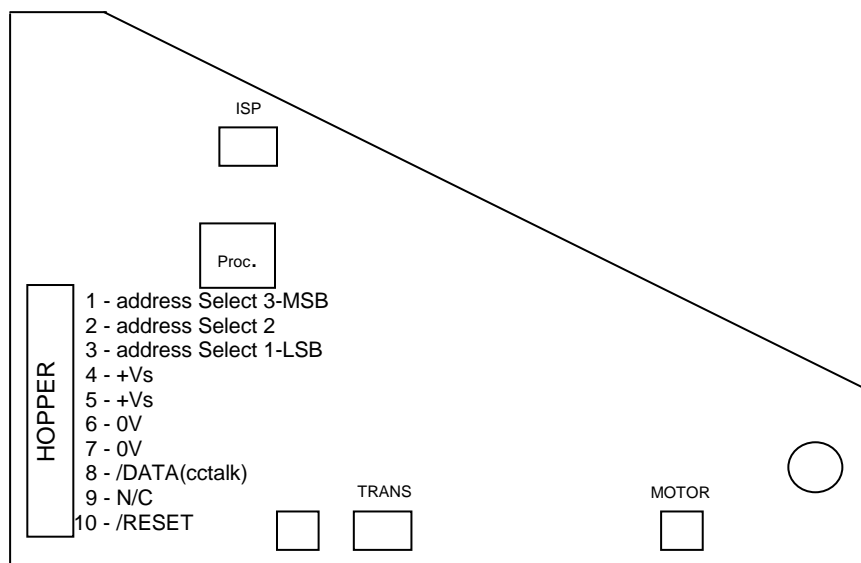 ISP
Proc.
HOPPER
1 - address Select 3-MSB
2 - address Select 2
3 - address Select 1-LSB
4 - +Vs
5 - +Vs
6 - 0V
7 - 0V
8 - /DATA(cctalk)
9 - N/C
10 - /RESET
TRANS
MOTOR